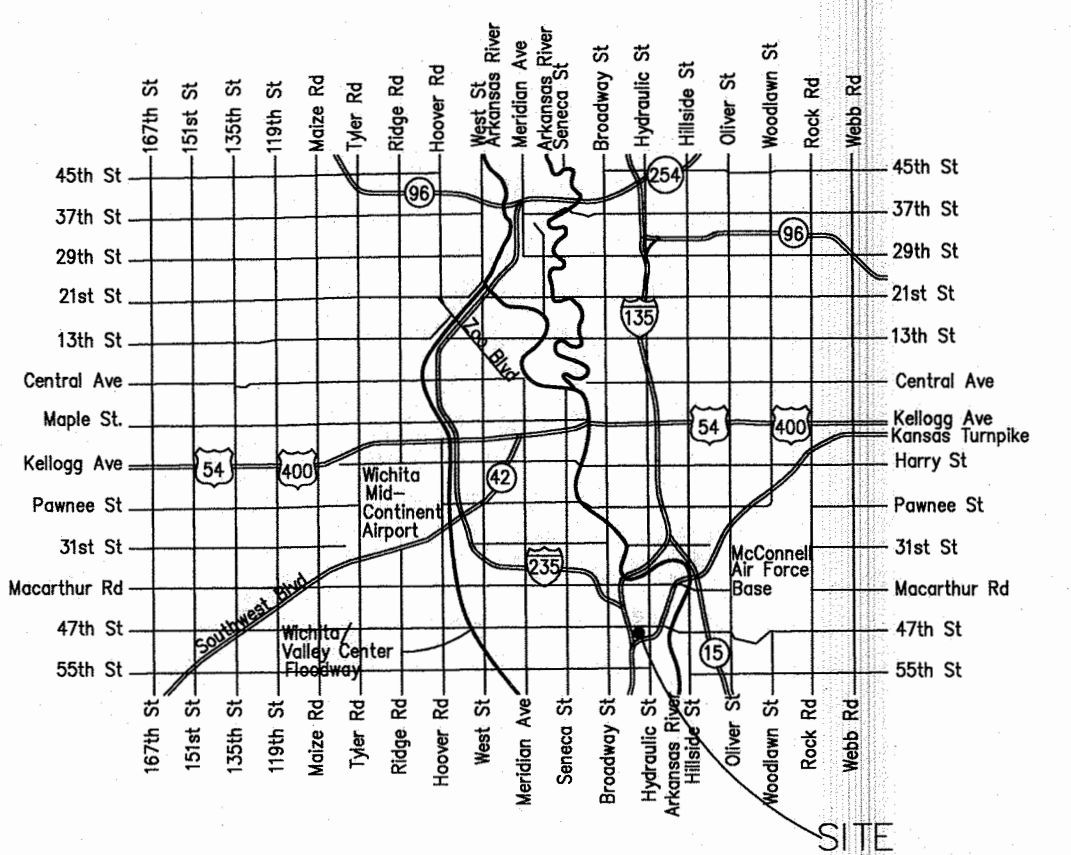 167th St
151st St
135th St
119th St
Maize Rd
Tyler Rd
Ridge Rd
Hoover Rd
West St
Arkansas River
Meridian Ave
Arkansas River
Seneca St
Broadway St
Hydraulic St
Hillside St
Oliver St
Woodlawn St
Rock Rd
Webb Rd
45th St
37th St
29th St
21st St
13th St
Central Ave
Maple St.
Kellogg Ave
Pawnee St
31st St
Macarthur Rd
47th St
55th St
45th St
37th St
29th St
21st St
13th St
Central Ave
Kellogg Ave
Kansas Turnpike
Harry St
Pawnee St
31st St
Macarthur Rd
47th St
55th St
96
254
96
135
Zoo Blvd
54
400
54
400
42
Wichita
Mid-
Continent
Airport
235
McConnell
Air Force
Base
Southwest Blvd
Wichita/
Valley Center
Floodway
15
167th St
151st St
135th St
119th St
Maize Rd
Tyler Rd
Ridge Rd
Hoover Rd
West St
Meridian Ave
Seneca St
Broadway St
Hydraulic St
Arkansas River
Hillside St
Oliver St
Woodlawn St
Rock Rd
Webb Rd
SITE